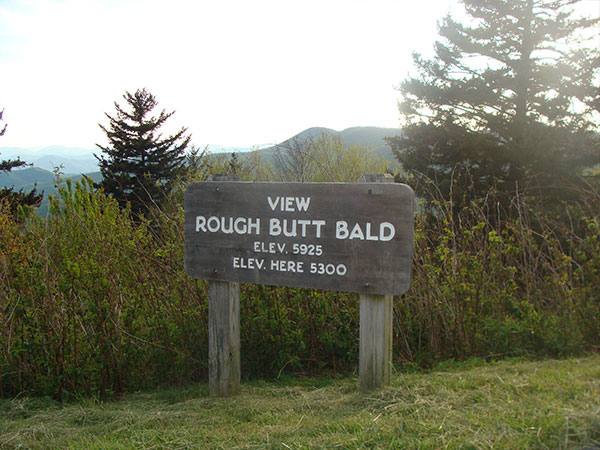 VIEW
ROUGH BUTT BALD
ELEV. 5925
ELEV. HERE 5300